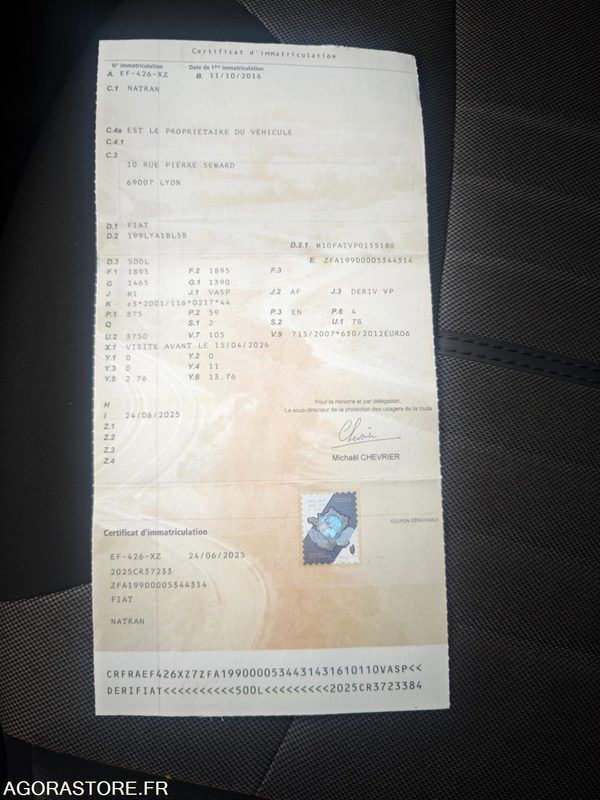 Certificat d'immatriculation
N° immatriculation Date de 1ère immatriculation
A. EF-426-XZ B. 11/10/2016
C.1 NATRAN
C.4a EST LE PROPRIÉTAIRE DU VÉHICULE
C.4.1
C.3
10 RUE PIERRE SEMARD
69007 LYON
D.1 FIAT
D.2 199LYA1BL5B
D.2.1 M10FATVP0135186
D.3 500L E. ZFA19900005344314
F.1 1895 F.2 1895 F.3
G 1465 G.1 1390
J M1 J.1 VASP J.2 AF J.3 DERIV VP
K e3*2001/116*0217*44
P.1 875 P.2 59 P.3 EN P.6 4
Q S.1 2 S.2 U.1 78
U.2 3750 V.7 105 V.9 715/2007*630/2012EURO6
X.1 VISITE AVANT LE 15/04/2026
Y.1 0 Y.2 0
Y.3 0 Y.4 11
Y.5 2.76 Y.6 13.76
H
I 24/06/2025
Z.1
Z.2
Z.3
Z.4
Pour le ministre et par délégation,
Le sous-directeur de la protection des usagers de la route
Chevrier
Michaël CHEVRIER
RF
COUPON DÉTACHABLE
Certificat d'immatriculation
EF-426-XZ 24/06/2025
2025CR37233
ZFA19900005344314
FIAT
NATRAN
CRFRAEF426XZ7ZFA199000053443143161011OVASP<<
DERIFIAT<<<<<<<<<<500L<<<<<<<<<2025CR3723384
AGORASTORE.FR